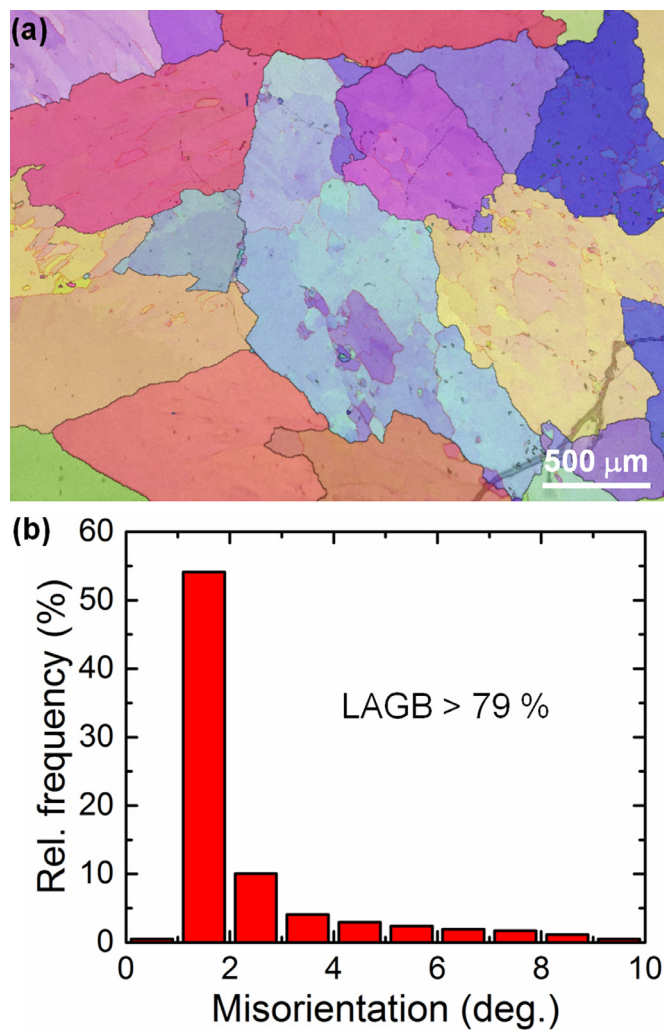 (a)
500 μm
(b)
60
50
40
30
20
10
0
Rel. frequency (%)
LAGB > 79 %
0 2 4 6 8 10
Misorientation (deg.)